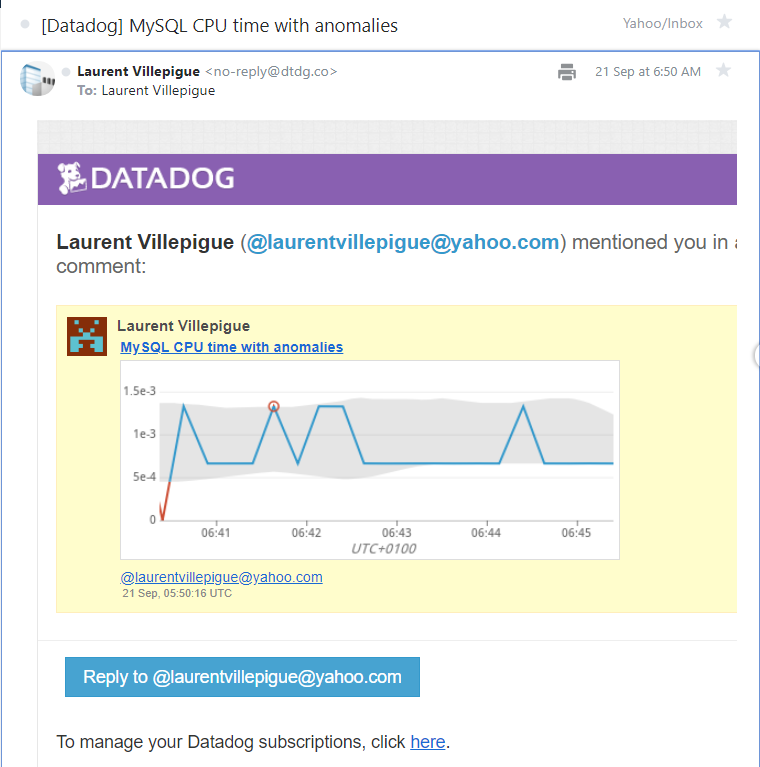 [Datadog] MySQL CPU time with anomalies
Yahoo/Inbox
Laurent Villepigue <no-reply@dtdg.co>
21 Sep at 6:50 AM
To: Laurent Villepigue
DATADOG
Laurent Villepigue (@laurentvillepigue@yahoo.com) mentioned you in
comment:
Laurent Villepigue
MySQL CPU time with anomalies
1.5e-3
1e-3
5e-4
0
06:41 06:42 06:43 06:44 06:45
UTC+0100
@laurentvillepigue@yahoo.com
21 Sep, 05:50:16 UTC
Reply to @laurentvillepigue@yahoo.com
To manage your Datadog subscriptions, click here.